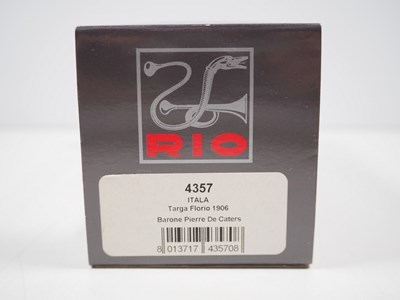 RIO
4357
ITALA
Targa Florio 1906
Barone Pierre De Caters
8 013717 435708